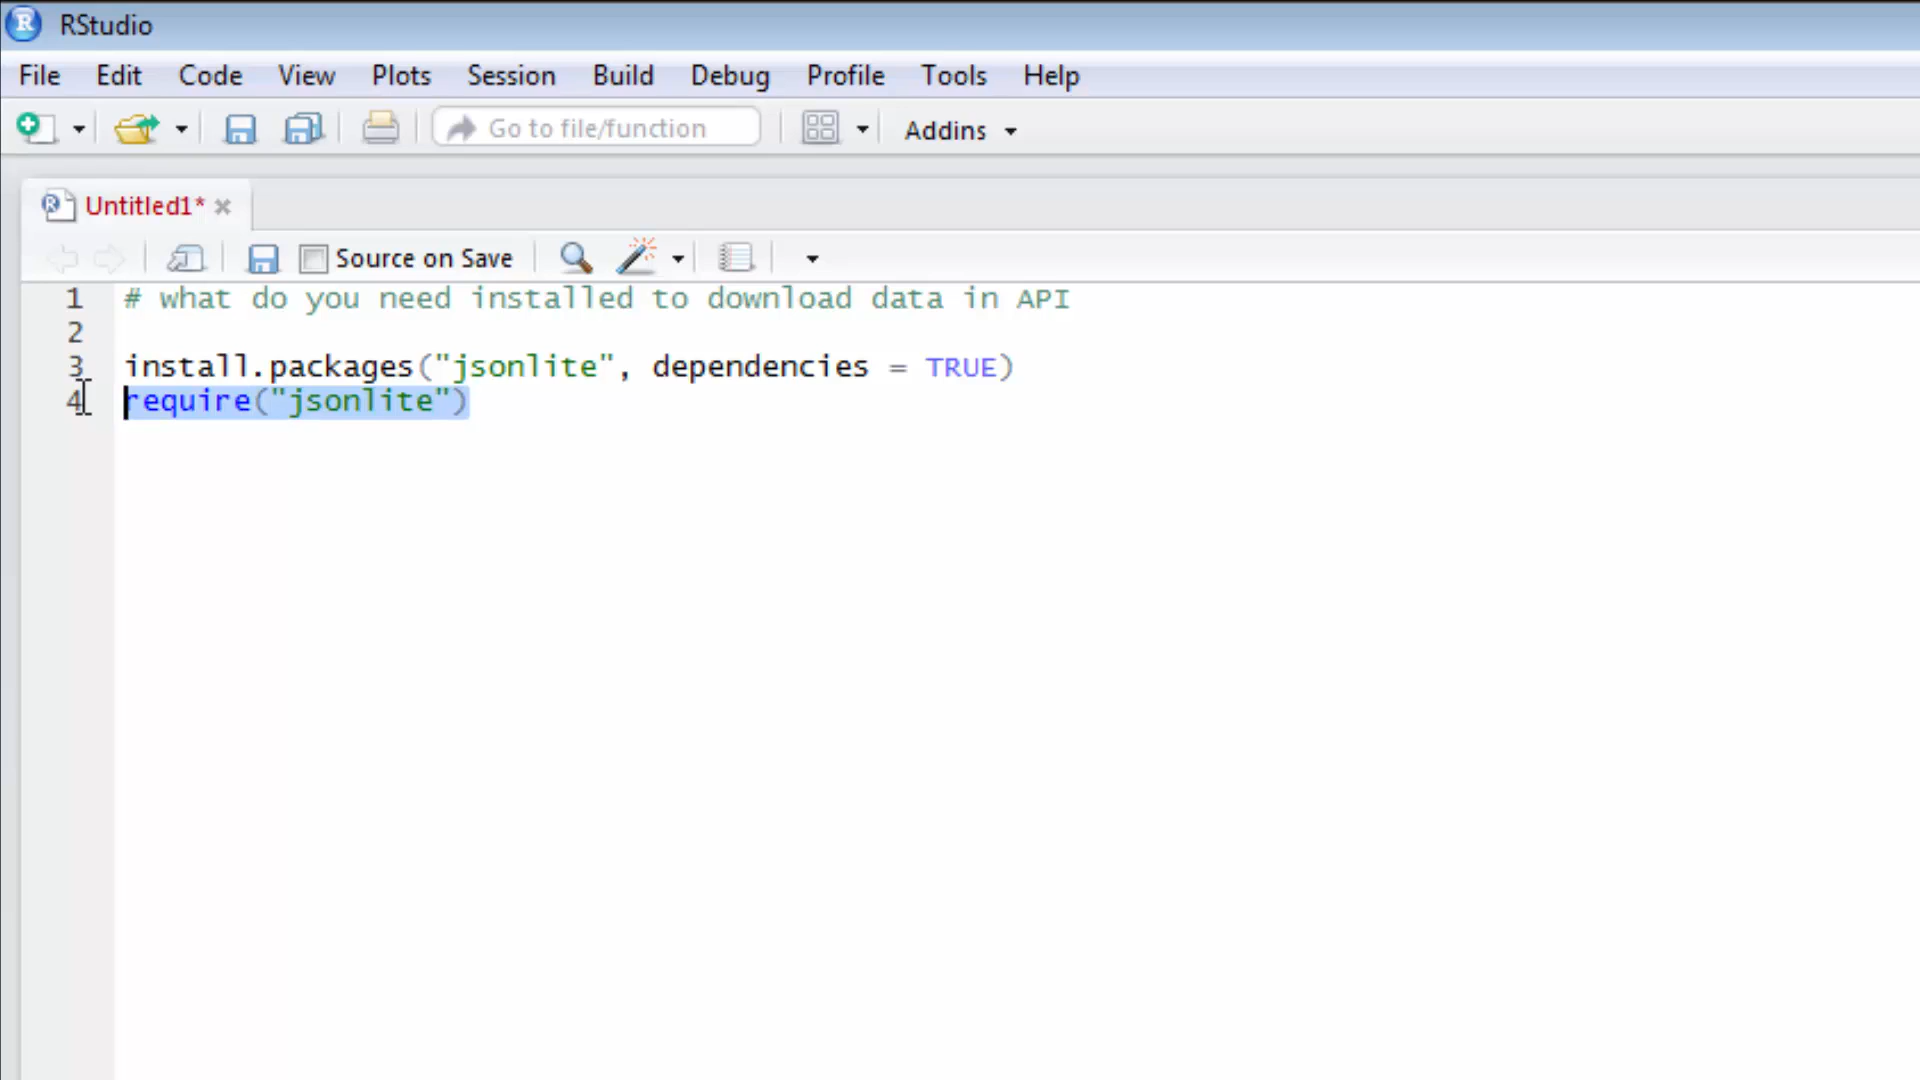 RStudio
File Edit Code View Plots Session Build Debug Profile Tools Help
Go to file/function Addins
Untitled1*
Source on Save
1 # what do you need installed to download data in API
2
3 install.packages("jsonlite", dependencies = TRUE)
4 require("jsonlite")